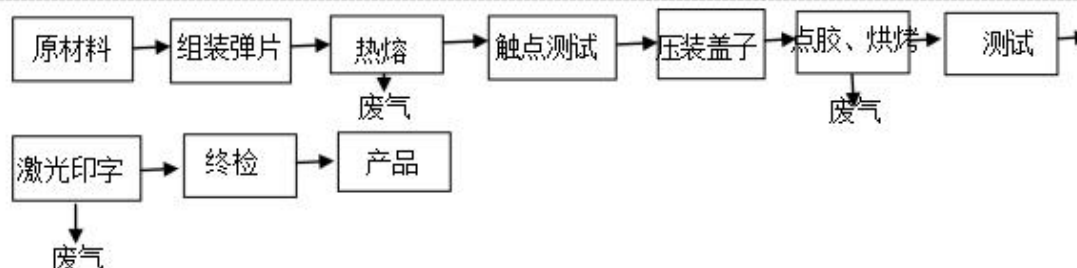 原材料 组装弹片 热熔 触点测试 压装盖子 点胶、烘烤 测试
废气 废气
激光印字 终检 产品
废气